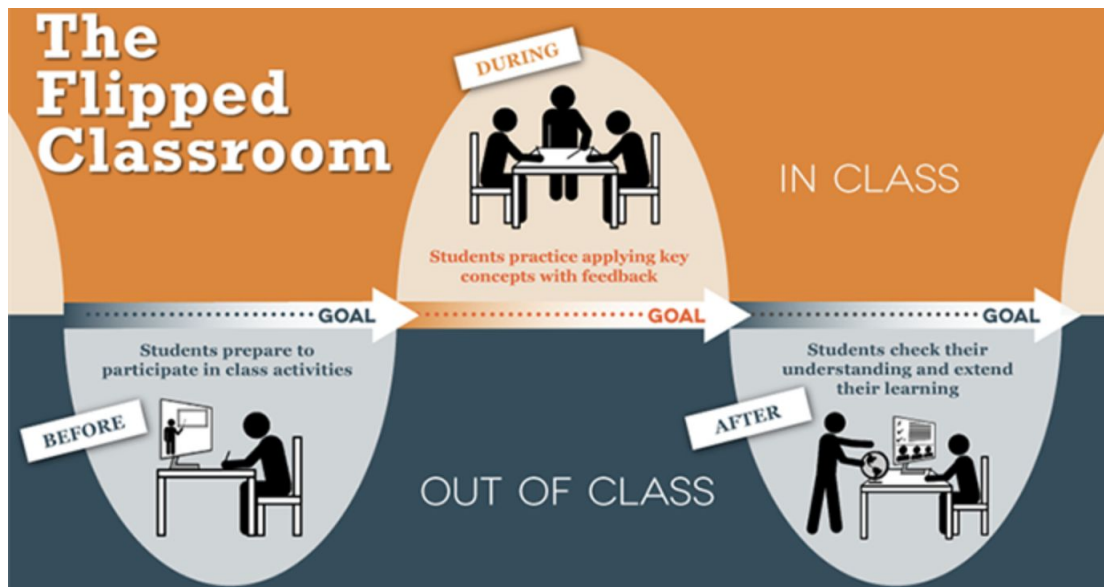 The
Flipped
Classroom
DURING
IN CLASS
Students practice applying key
concepts with feedback
GOAL
GOAL
GOAL
Students prepare to
participate in class activities
BEFORE
OUT OF CLASS
Students check their
understanding and extend
their learning
AFTER